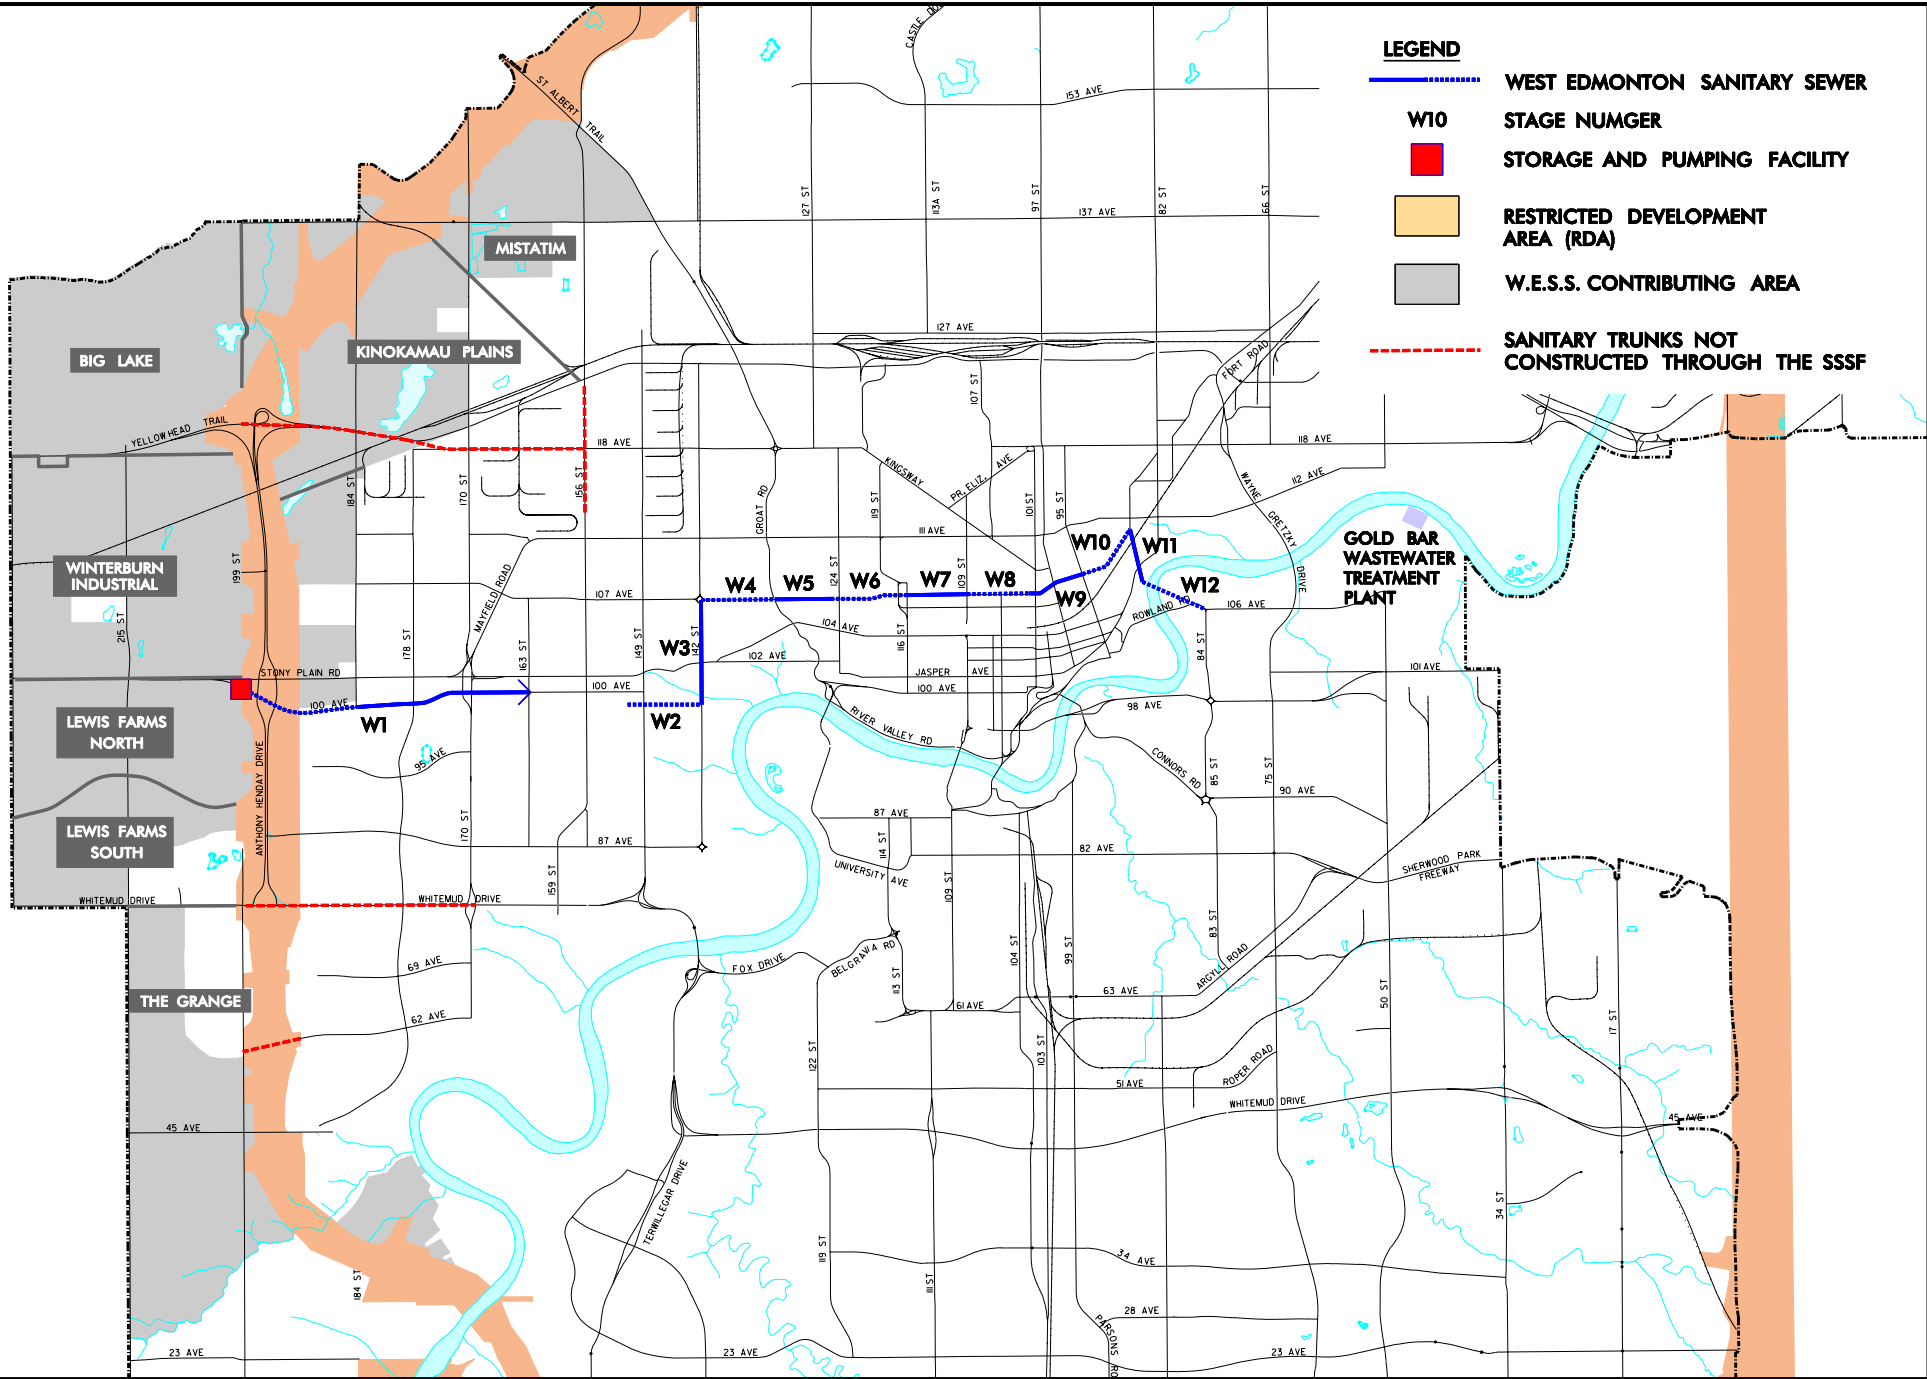 LEGEND
WEST EDMONTON SANITARY SEWER
W10 STAGE NUMGER
STORAGE AND PUMPING FACILITY
RESTRICTED DEVELOPMENT
AREA (RDA)
W.E.S.S. CONTRIBUTING AREA
SANITARY TRUNKS NOT
CONSTRUCTED THROUGH THE SSSF
CASTLE
ST ALBERT TRAIL
153 AVE
127 ST
113A ST
97 ST
82 ST
66 ST
137 AVE
MISTATIM
127 AVE
BIG LAKE
KINOKAMAU PLAINS
FORT ROAD
107 ST
YELLOWHEAD TRAIL
118 AVE
118 AVE
KINGSWAY
PR. ELIZ. AVE
112 AVE
184 ST
170 ST
156 ST
GROAT RD
119 ST
101 ST
95 ST
WAYNE GRETZKY DRIVE
111 AVE
W10
W11
GOLD BAR
WASTEWATER
TREATMENT
PLANT
WINTERBURN
INDUSTRIAL
199 ST
MAYFIELD ROAD
107 AVE
W4
W5
124 ST
W6
W7
109 ST
W8
W9
W12
ROWLAND
106 AVE
215 ST
178 ST
163 ST
149 ST
W3
142 ST
104 AVE
116 ST
84 ST
102 AVE
STONY PLAIN RD
JASPER AVE
101 AVE
100 AVE
100 AVE
100 AVE
W1
W2
98 AVE
LEWIS FARMS
NORTH
RIVER VALLEY RD
95 AVE
CONNORS RD
85 ST
75 ST
ANTHONY HENDAY DRIVE
90 AVE
LEWIS FARMS
SOUTH
170 ST
87 AVE
87 AVE
114 ST
82 AVE
UNIVERSITY AVE
SHERWOOD PARK
FREEWAY
159 ST
109 ST
WHITEMUD DRIVE
WHITEMUD DRIVE
83 ST
104 ST
99 ST
BELGRAVIA RD
ARGYLL ROAD
69 AVE
FOX DRIVE
113 ST
63 AVE
61 AVE
50 ST
THE GRANGE
62 AVE
17 ST
122 ST
103 ST
ROPER ROAD
51 AVE
WHITEMUD DRIVE
45 AVE
45 AVE
TERWILLEGAR DRIVE
34 ST
119 ST
34 AVE
184 ST
111 ST
28 AVE
PARSONS RD
23 AVE
23 AVE
23 AVE